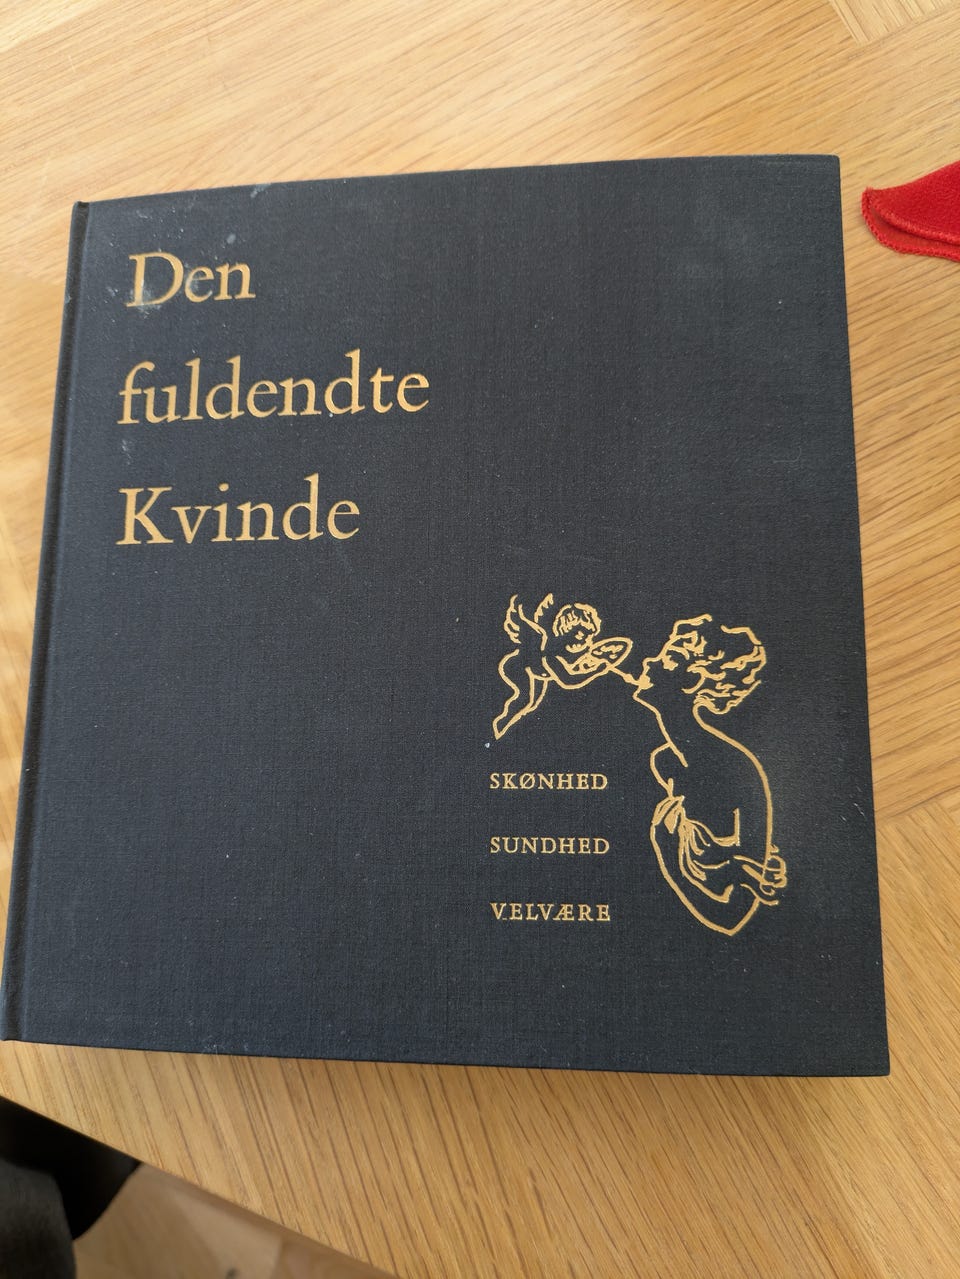 Den
fuldendte
Kvinde
SKØNHED
SUNDHED
VELVÆRE